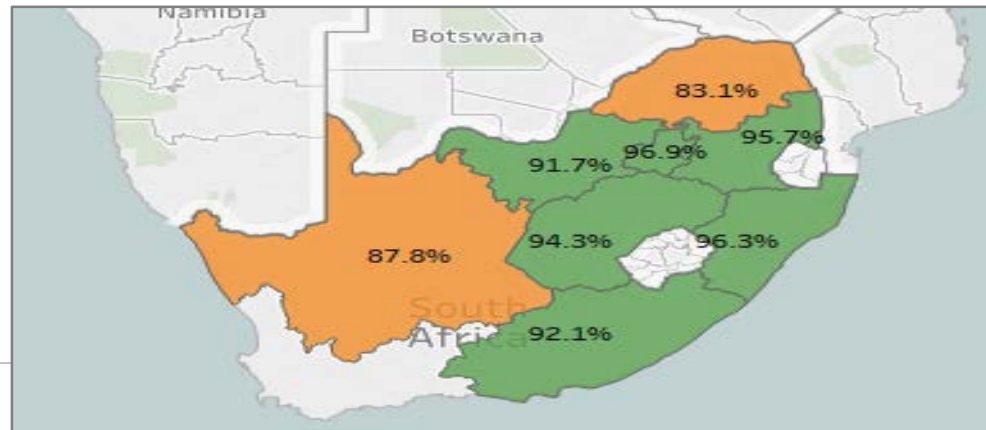 Namibia
Botswana
83.1%
95.7%
96.9%
91.7%
94.3%
96.3%
87.8%
South
Africa
92.1%